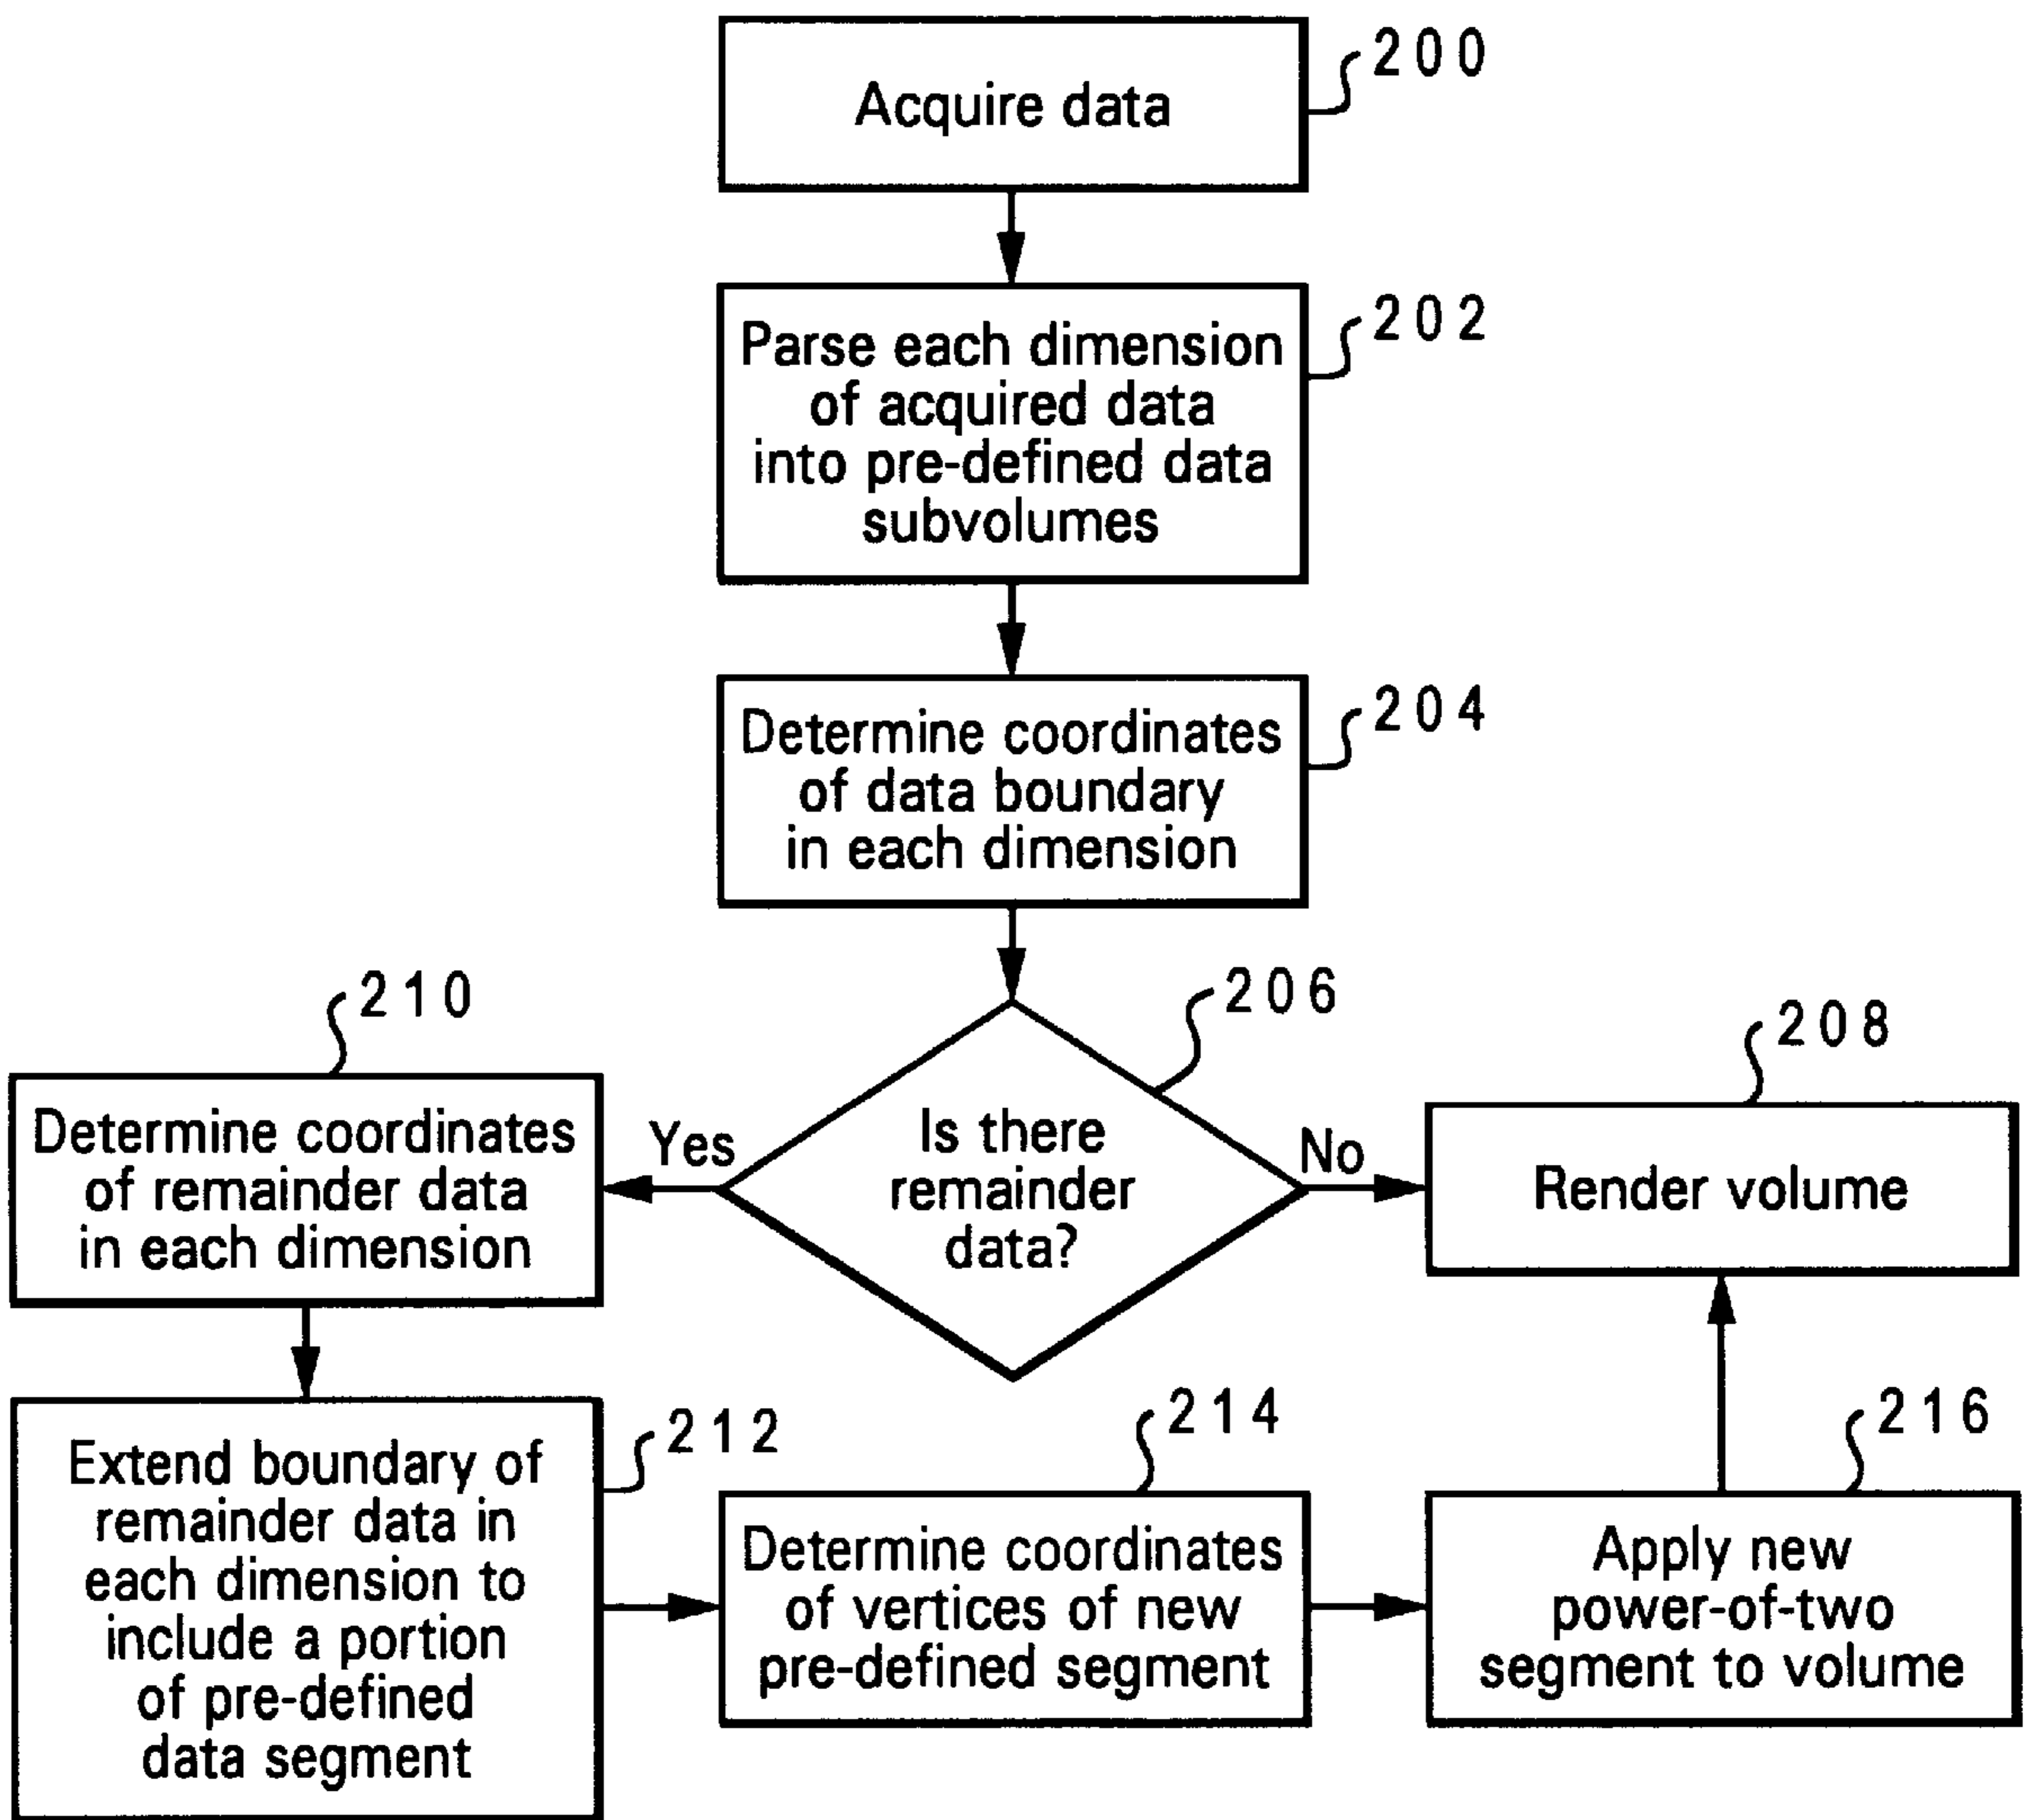 Acquire data
200
Parse each dimension
of acquired data
into pre-defined data
subvolumes
202
Determine coordinates
of data boundary
in each dimension
204
Is there
remainder
data?
206
Yes
No
Render volume
208
Determine coordinates
of remainder data
in each dimension
210
Extend boundary of
remainder data in
each dimension to
include a portion
of pre-defined
data segment
212
Determine coordinates
of vertices of new
pre-defined segment
214
Apply new
power-of-two
segment to volume
216